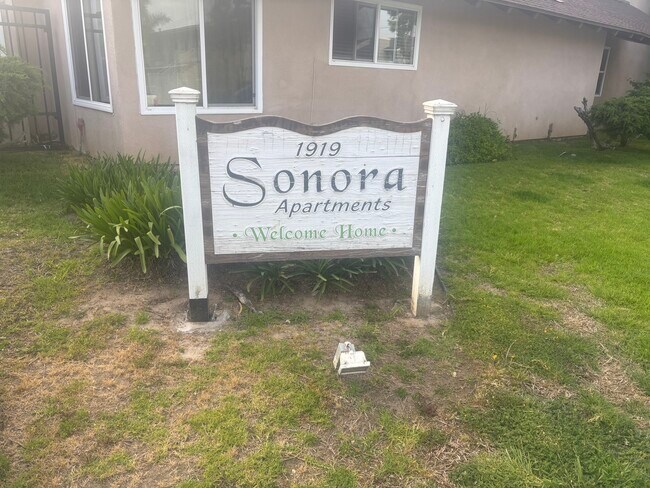 1919
Sonora
Apartments
• Welcome Home •